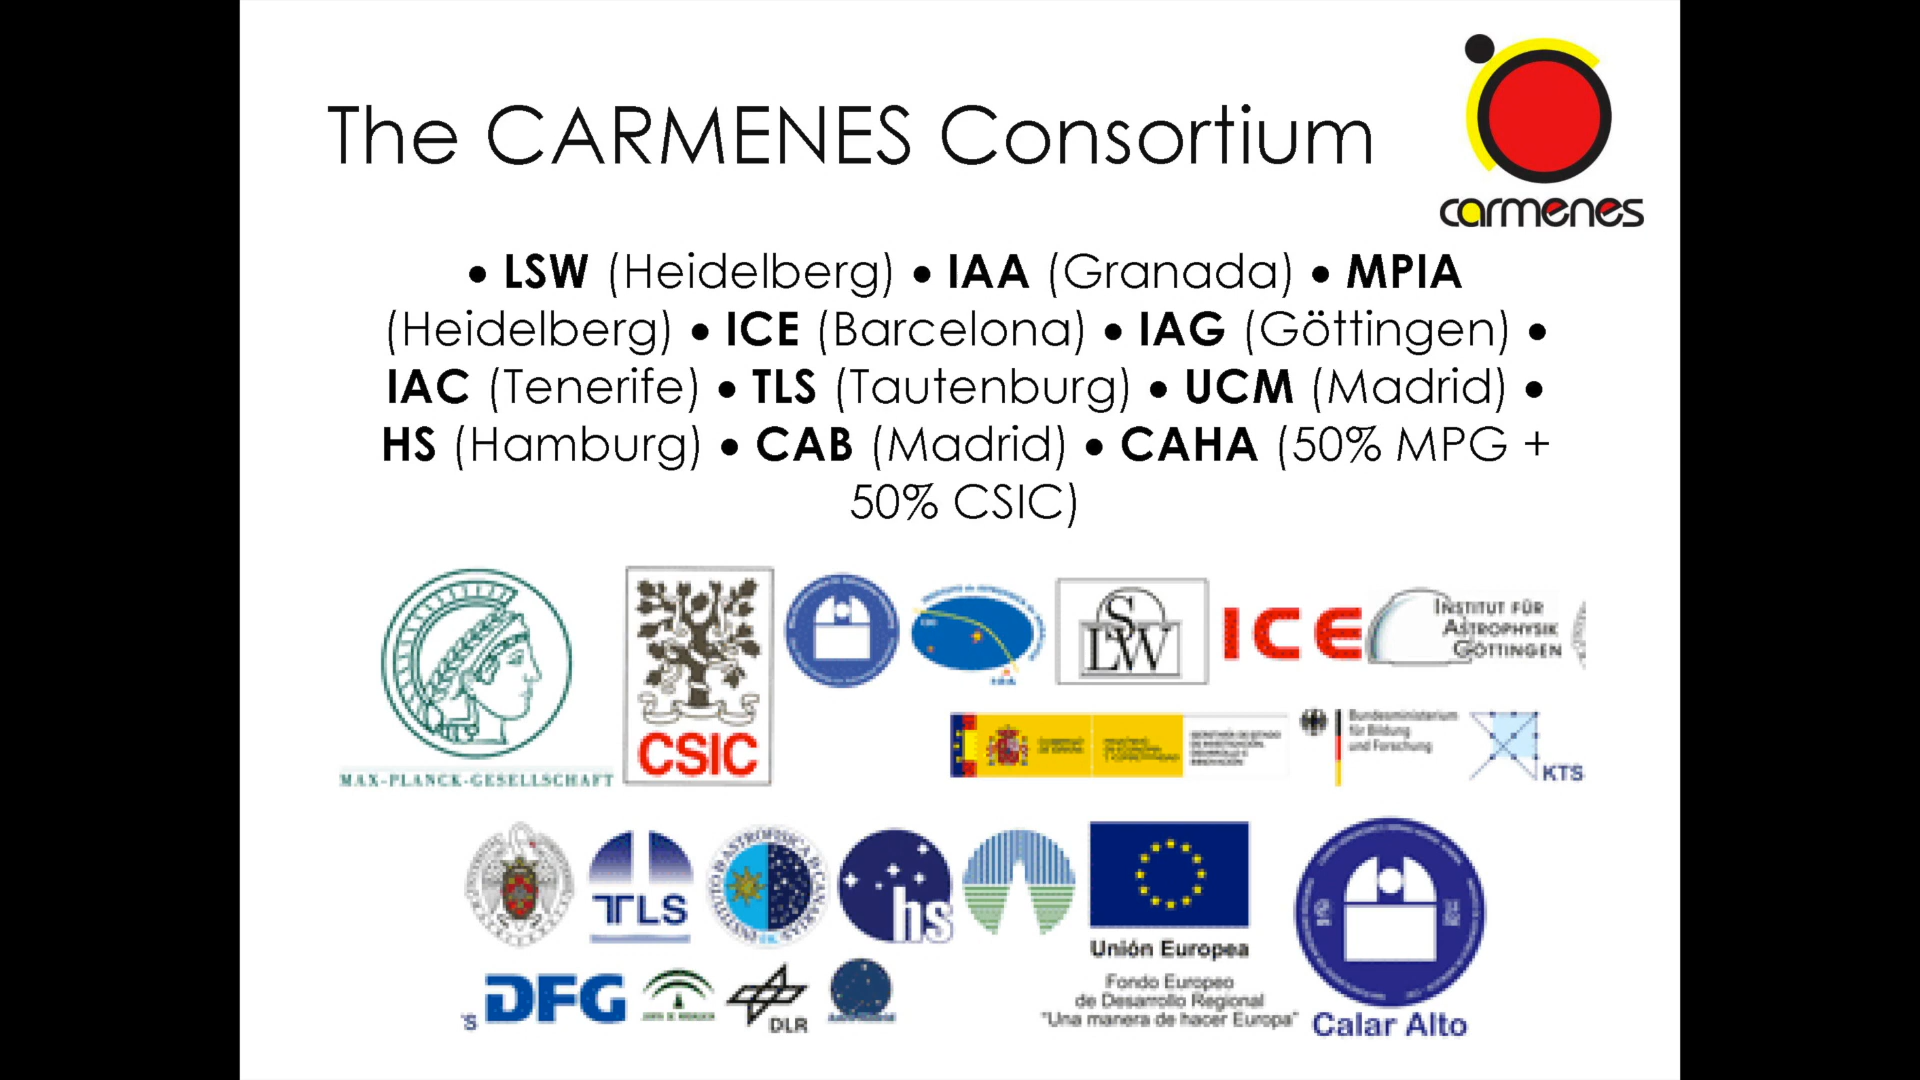 The CARMENES Consortium
carmenes
• LSW (Heidelberg) • IAA (Granada) • MPIA
(Heidelberg) • ICE (Barcelona) • IAG (Göttingen) •
IAC (Tenerife) • TLS (Tautenburg) • UCM (Madrid) •
HS (Hamburg) • CAB (Madrid) • CAHA (50% MPG +
50% CSIC)
MAX-PLANCK-GESELLSCHAFT
CSIC
LSW
ICE
INSTITUT FÜR
ASTROPHYSIK
GÖTTINGEN
Bundesministerium
für Bildung
und Forschung
KTS
TLS
hs
Unión Europea
Fondo Europeo
de Desarrollo Regional
"Una manera de hacer Europa"
S
DFG
DLR
Calar Alto